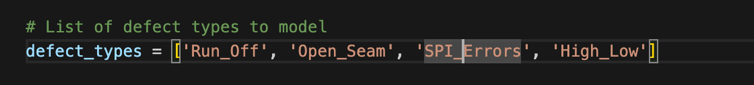 # List of defect types to model
defect_types = ['Run_Off', 'Open_Seam', 'SPI_Errors', 'High_Low']